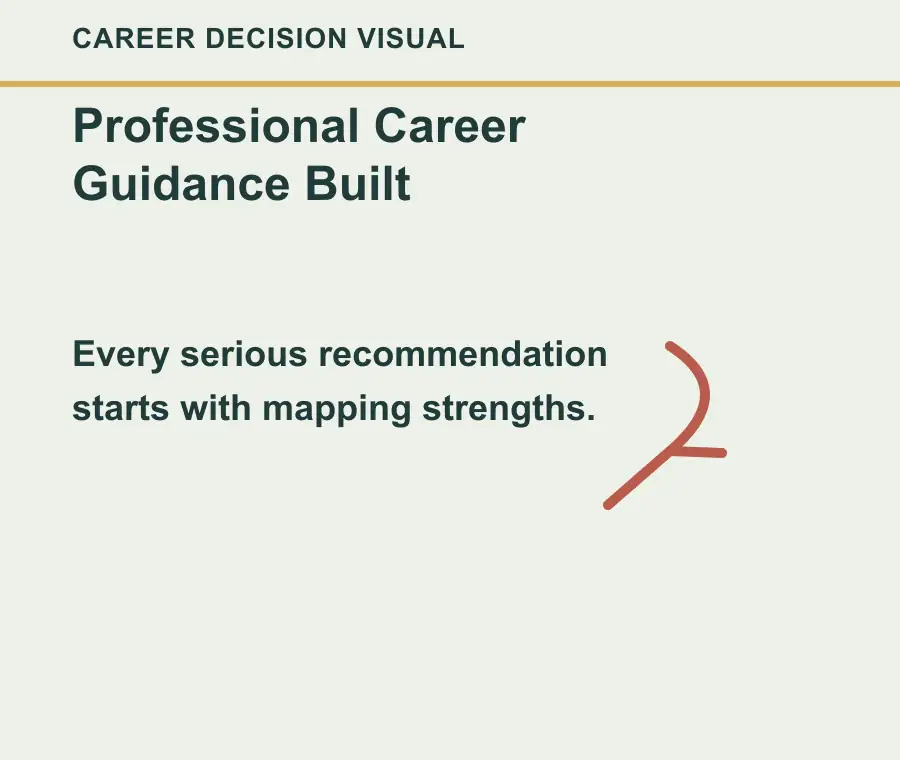 CAREER DECISION VISUAL
Professional Career
Guidance Built
Every serious recommendation
starts with mapping strengths.